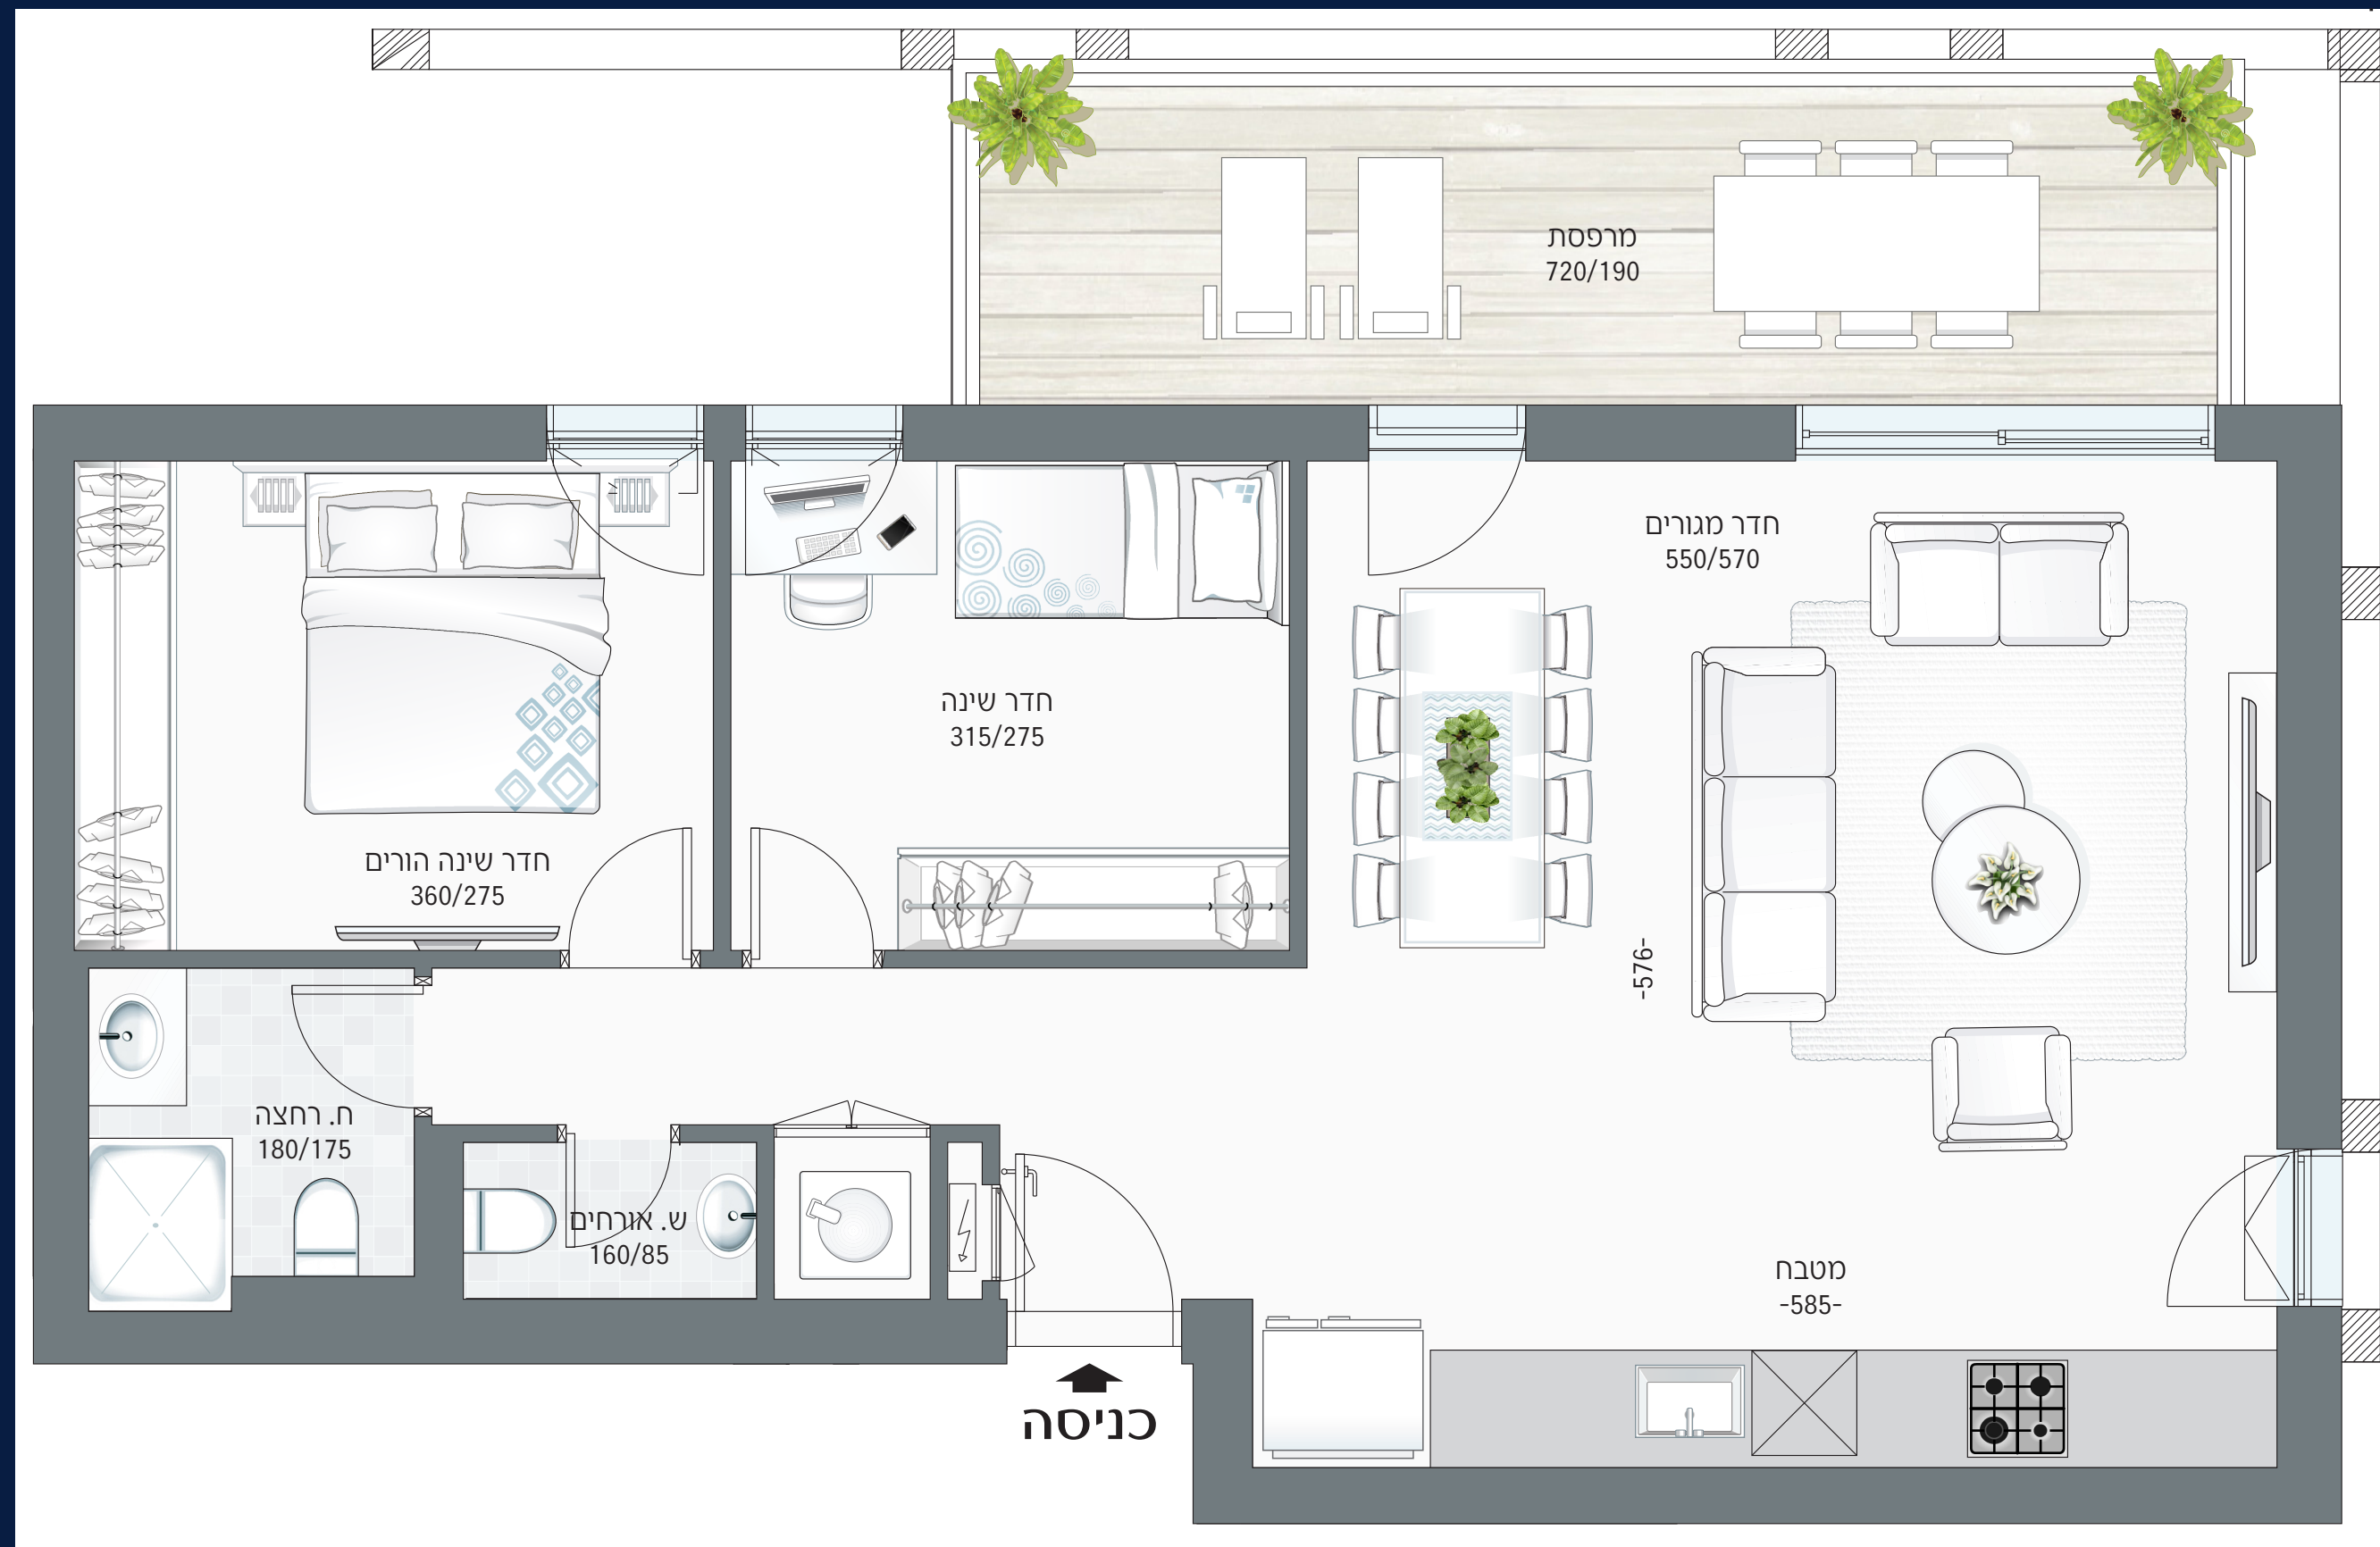 מרפסת
720/190
חדר מגורים
550/570
חדר שינה
315/275
חדר שינה הורים
360/275
-576-
ח. רחצה
180/175
ש. אורחים
160/85
מטבח
-585-
כניסה